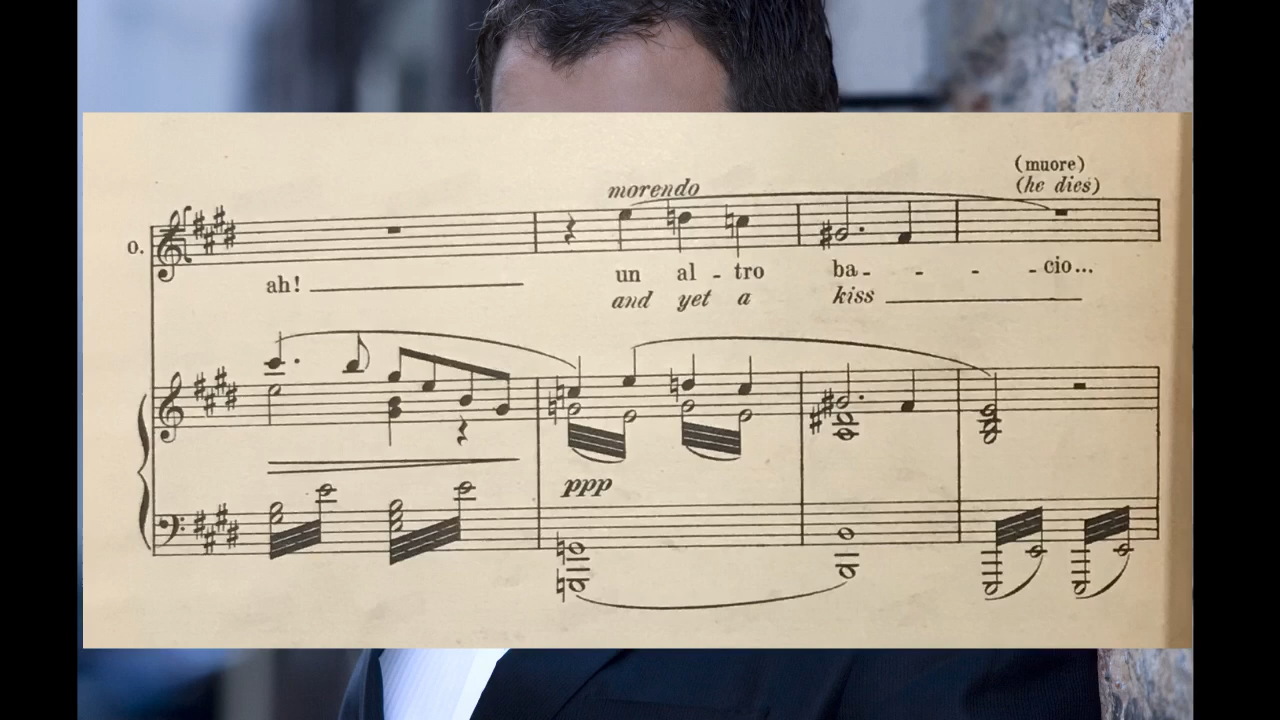 (muore)
morendo
(he dies)
O.
ah!
un al - tro ba - - - - cio...
and yet a kiss
ppp